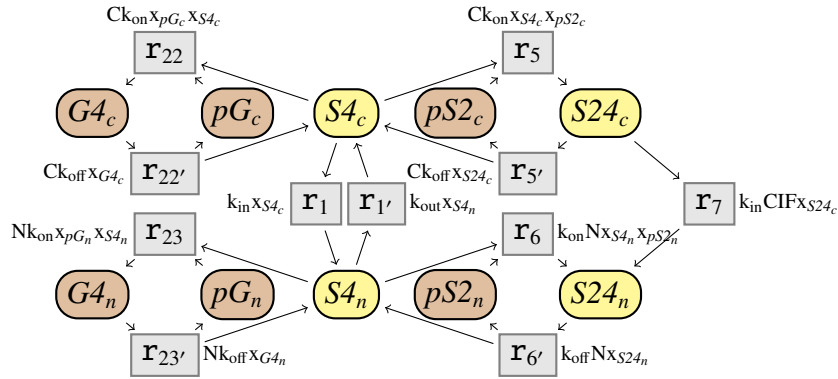 Ck_on x_pG_c x_S4_c
Ck_on x_S4_c x_pS2_c
r_22
r_5
G4_c
pG_c
S4_c
pS2_c
S24_c
Ck_off x_G4_c
r_22'
Ck_off x_S24_c
r_5'
k_in x_S4_c
r_1
r_1'
k_out x_S4_n
r_7
k_in CIF x_S24_c
Nk_on x_pG_n x_S4_n
r_23
r_6
k_on N x_S4_n x_pS2_n
G4_n
pG_n
S4_n
pS2_n
S24_n
r_23'
Nk_off x_G4_n
r_6'
k_off N x_S24_n